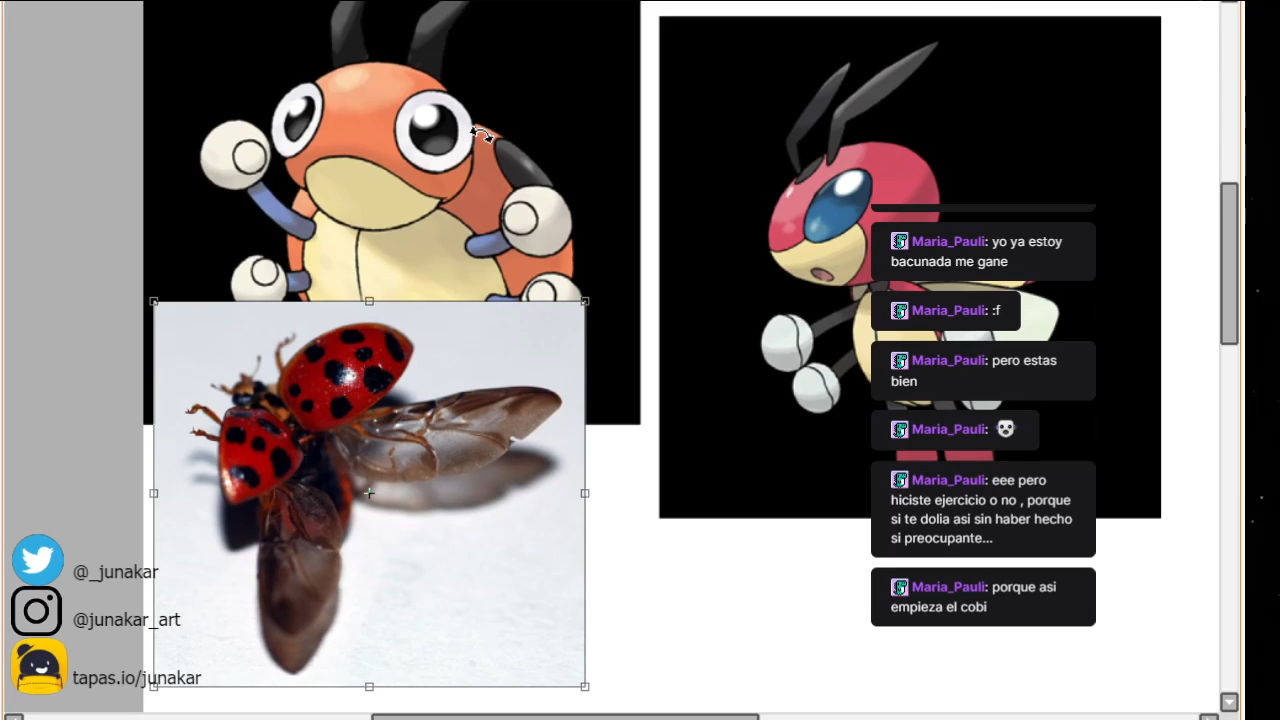 Maria_Pauli: yo ya estoy
bacunada me gane
Maria_Pauli: :f
Maria_Pauli: pero estas
bien
Maria_Pauli:
Maria_Pauli: eee pero
hiciste ejercicio o no , porque
si te dolia asi sin haber hecho
si preocupante...
Maria_Pauli: porque asi
empieza el cobi
@_junakar
@junakar_art
tapas.io/junakar